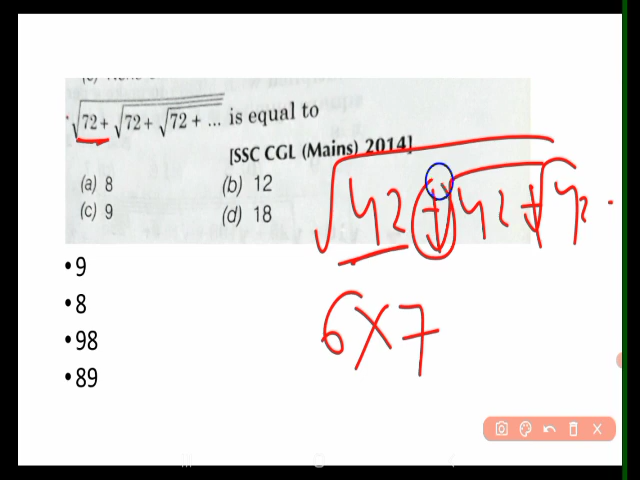 √72 + √72 + √72 + ... is equal to
[SSC CGL (Mains) 2014]
(a) 8 (b) 12
(c) 9 (d) 18
√42 + √42 + √42 .
• 9
• 8
• 98
• 89
6 × 7